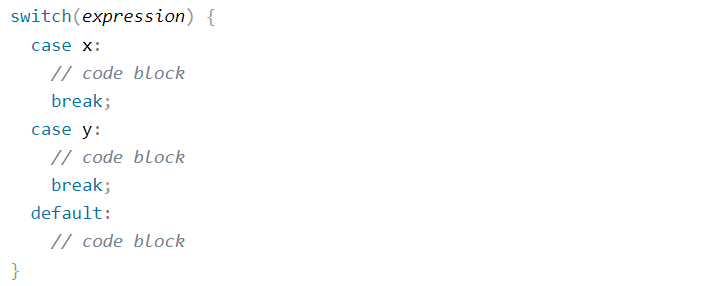 switch(expression) {
  case x:
    // code block
    break;
  case y:
    // code block
    break;
  default:
    // code block
}